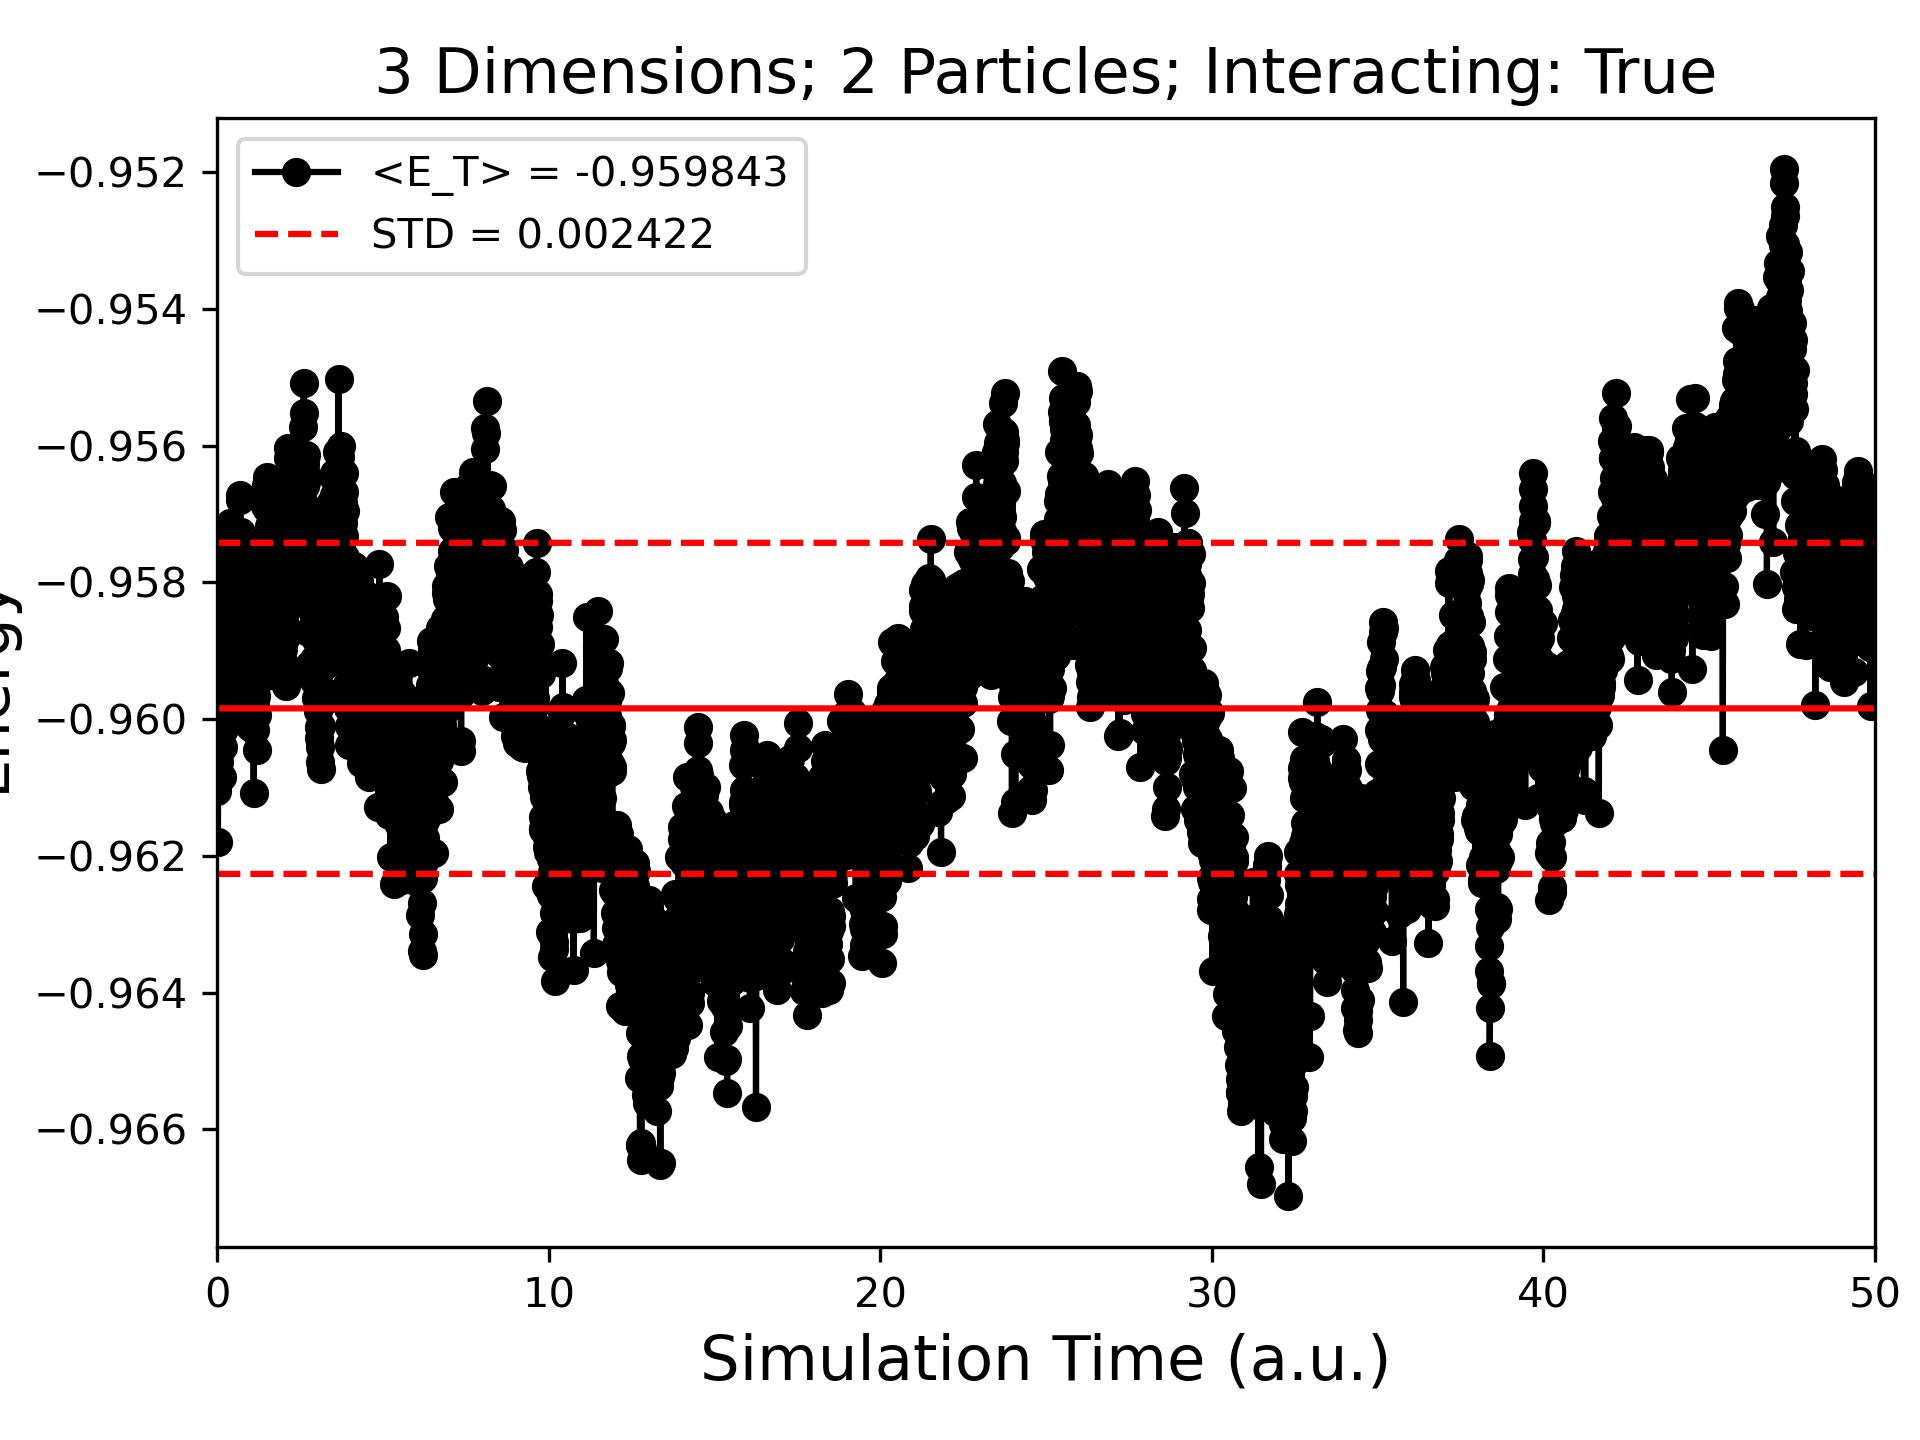 3 Dimensions; 2 Particles; Interacting: True
<E_T> = -0.959843
STD = 0.002422
−0.952
−0.954
−0.956
−0.958
−0.960
−0.962
−0.964
−0.966
Energy
0 10 20 30 40 50
Simulation Time (a.u.)